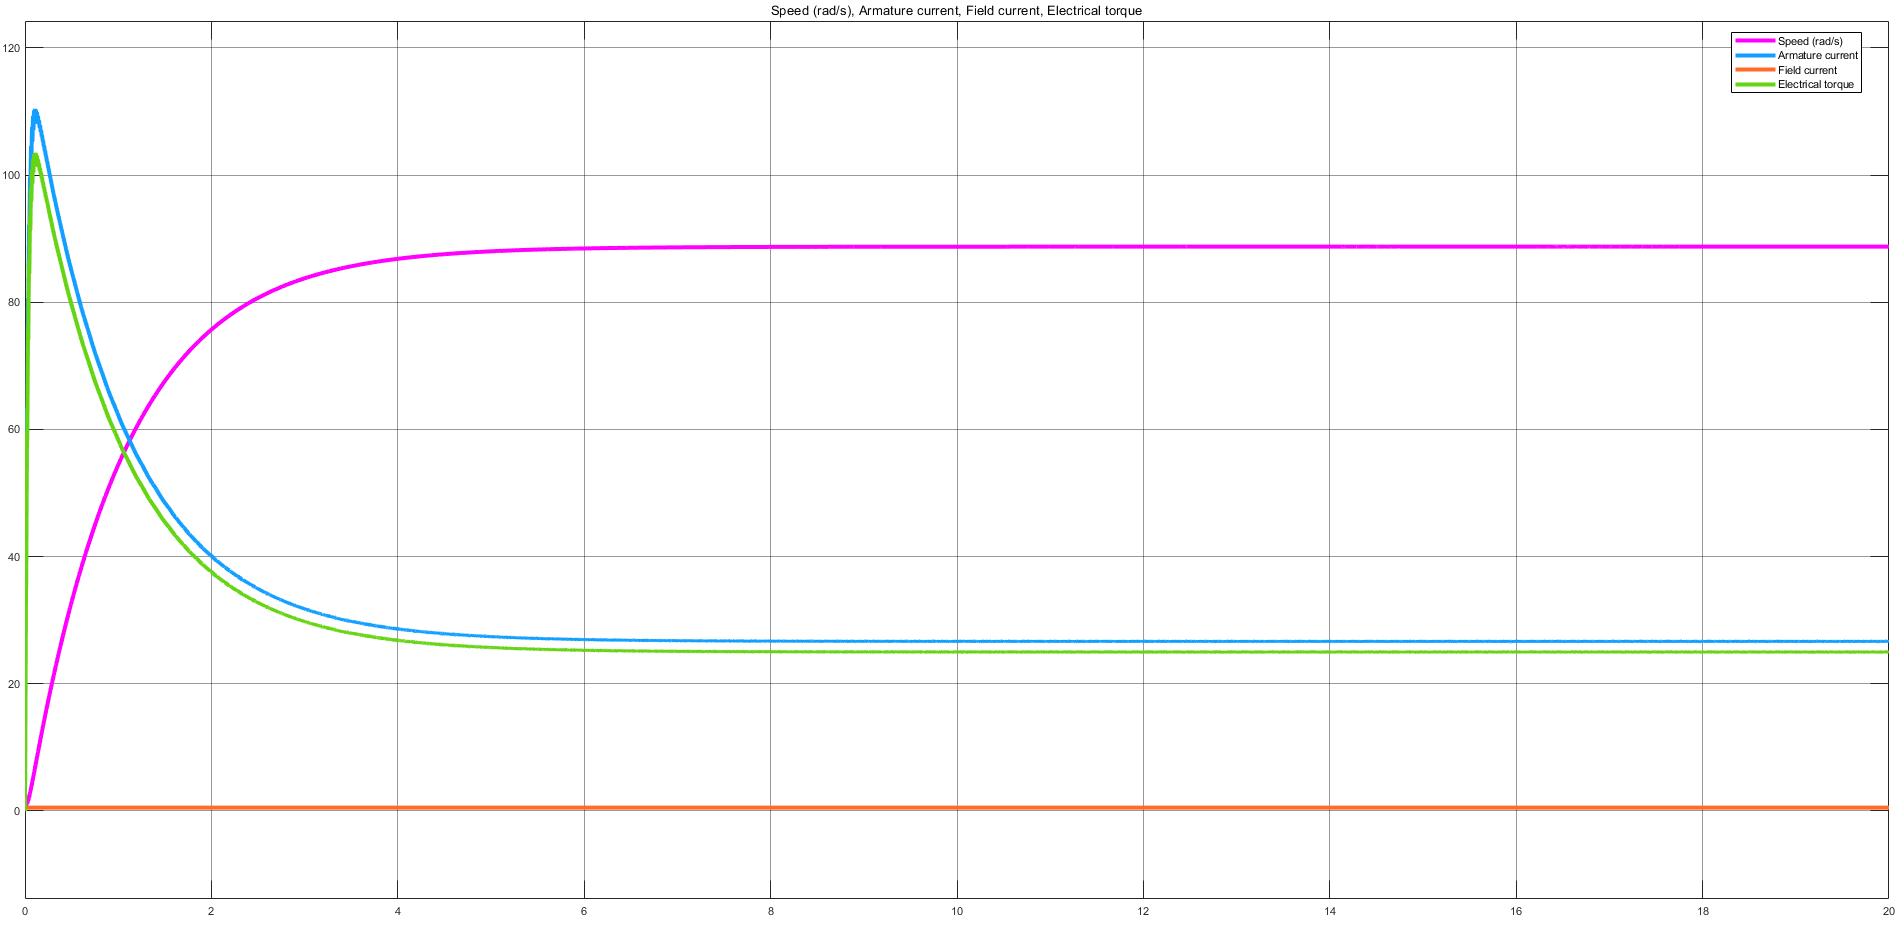 Speed (rad/s), Armature current, Field current, Electrical torque
Speed (rad/s)
Armature current
Field current
Electrical torque
120
100
80
60
40
20
0
0 2 4 6 8 10 12 14 16 18 20